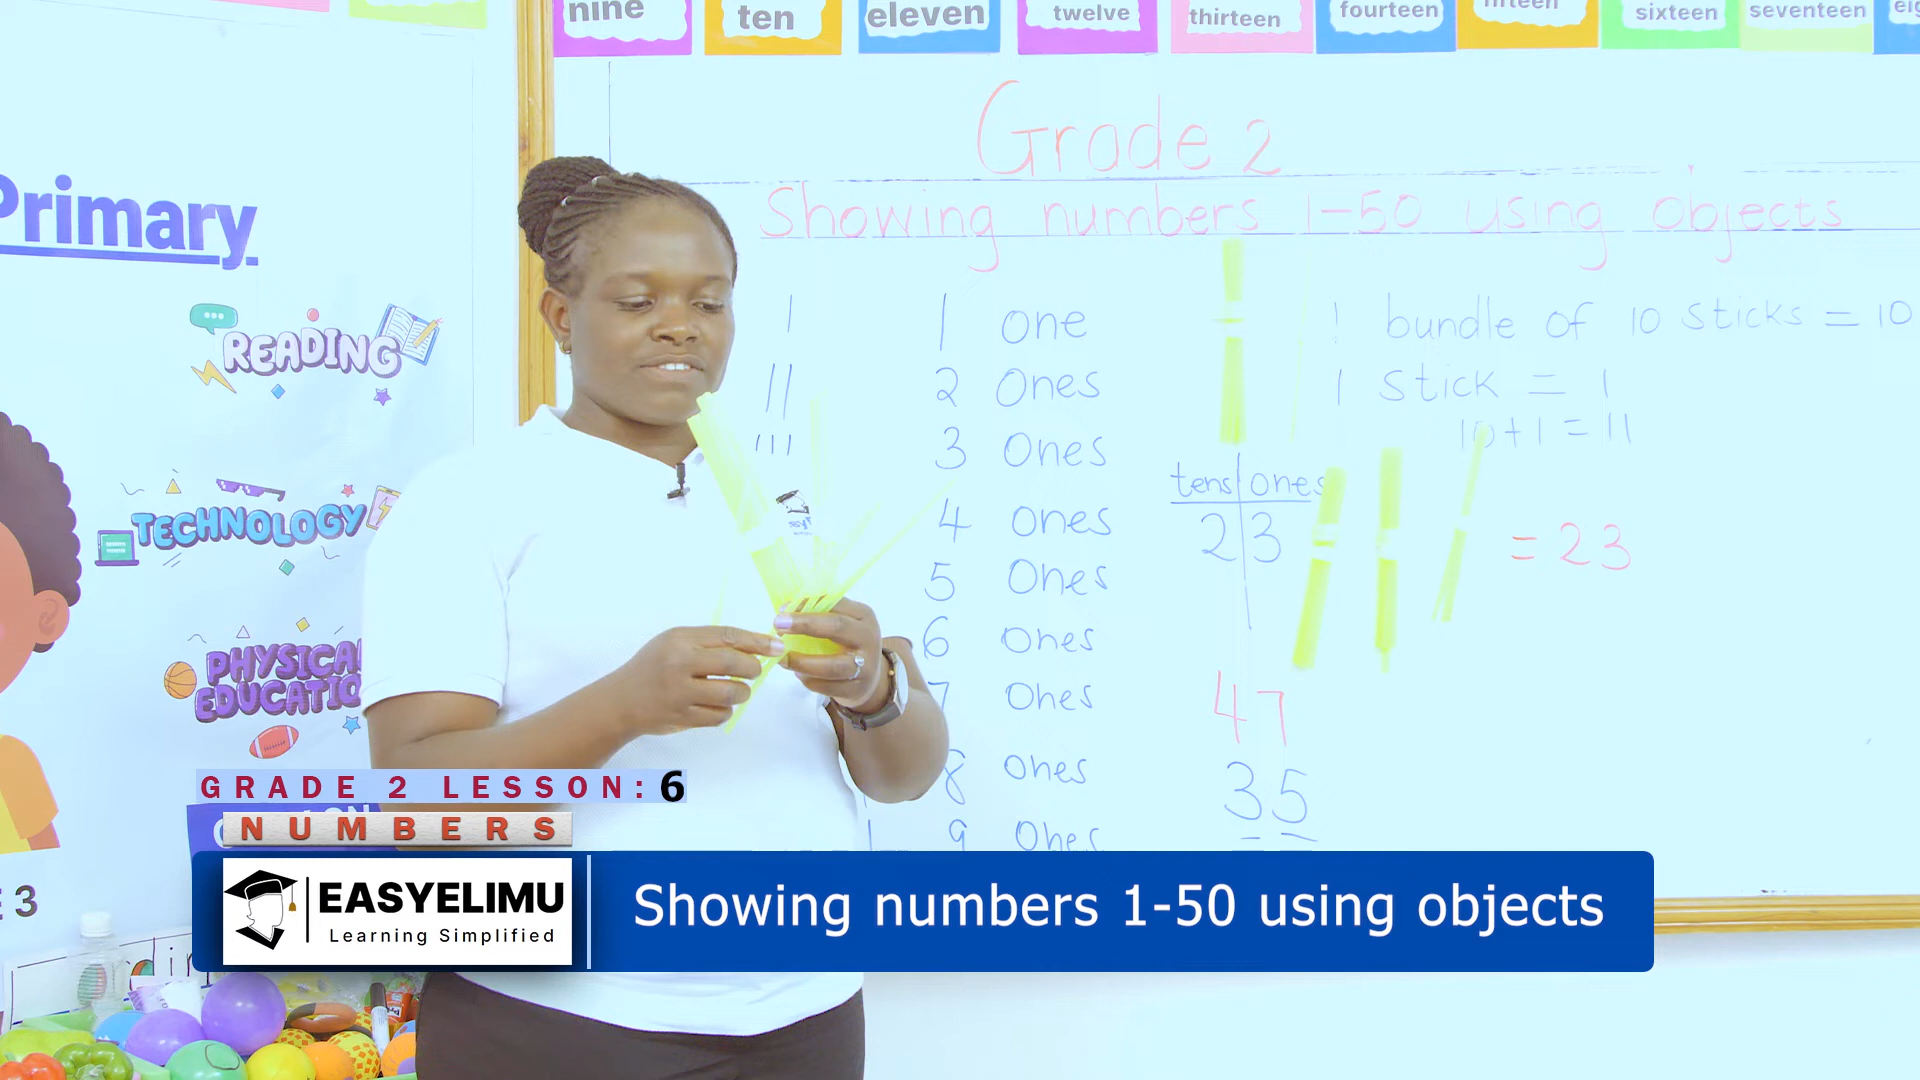 nine
ten
eleven
twelve
thirteen
fourteen
fifteen
sixteen
seventeen
Primary
READING
TECHNOLOGY
PHYSICAL
EDUCATIO
3
Grade 2
Showing numbers 1-50 using objects
1 One
2 Ones
3 Ones
4 Ones
5 Ones
6 Ones
7 Ones
8 Ones
9 Ones
1 bundle of 10 sticks = 10
1 Stick = 1
10+1=11
tens ones
2 3
= 23
47
35
GRADE 2 LESSON: 6
NUMBERS
EASYELIMU
Learning Simplified
Showing numbers 1-50 using objects